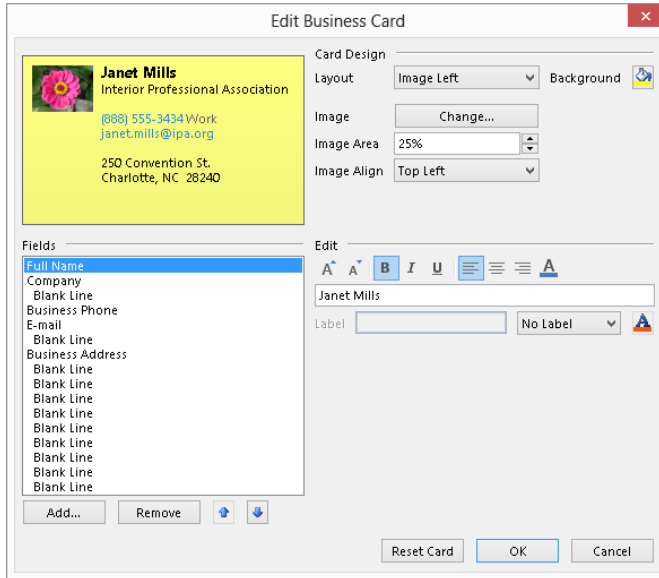 Edit Business Card
Janet Mills
Interior Professional Association
(888) 555-3434 Work
janet.mills@ipa.org
250 Convention St.
Charlotte, NC 28240
Card Design
Layout Image Left Background
Image Change...
Image Area 25%
Image Align Top Left
Fields
Full Name
Company
Blank Line
Business Phone
E-mail
Blank Line
Business Address
Blank Line
Blank Line
Blank Line
Blank Line
Blank Line
Blank Line
Blank Line
Blank Line
Blank Line
Add... Remove
Edit
A A B I U A
Janet Mills
Label No Label A
Reset Card OK Cancel